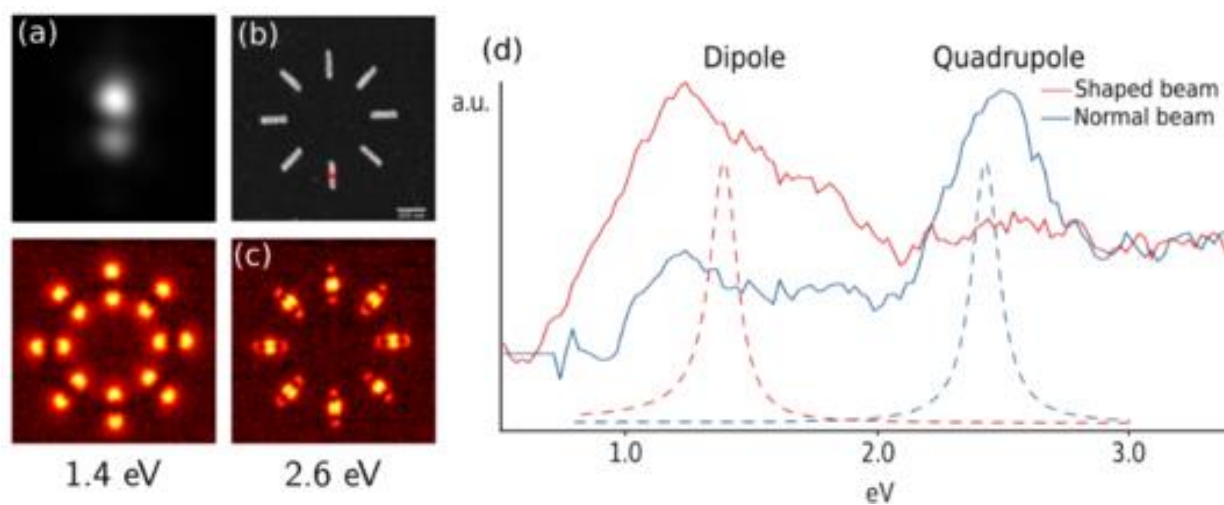 (a)
(b)
(c)
1.4 eV
2.6 eV
(d)
Dipole
Quadrupole
a.u.
Shaped beam
Normal beam
1.0
2.0
3.0
eV